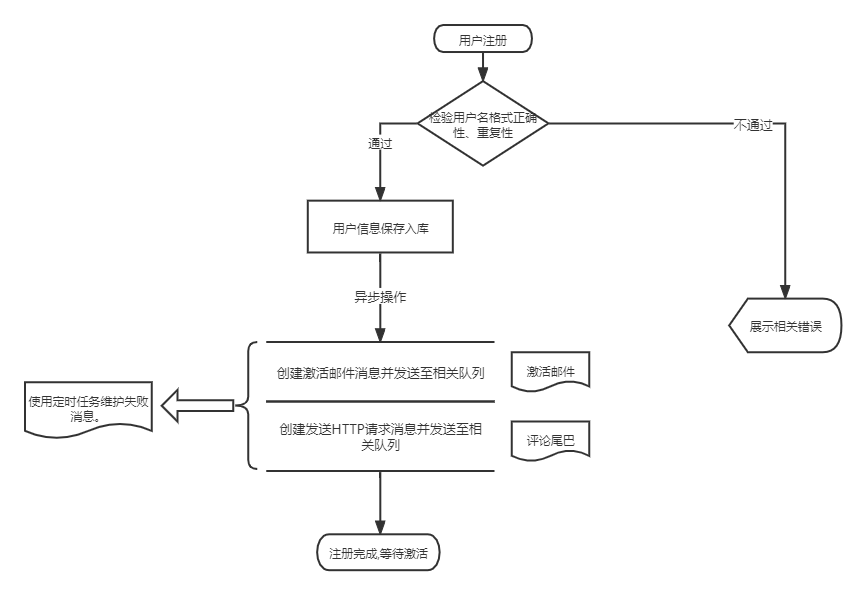 用户注册
检验用户名格式正确
性、重复性
通过
不通过
用户信息保存入库
异步操作
展示相关错误
创建激活邮件消息并发送至相关队列
激活邮件
使用定时任务维护失败
消息。
创建发送HTTP请求消息并发送至相
关队列
评论尾巴
注册完成,等待激活